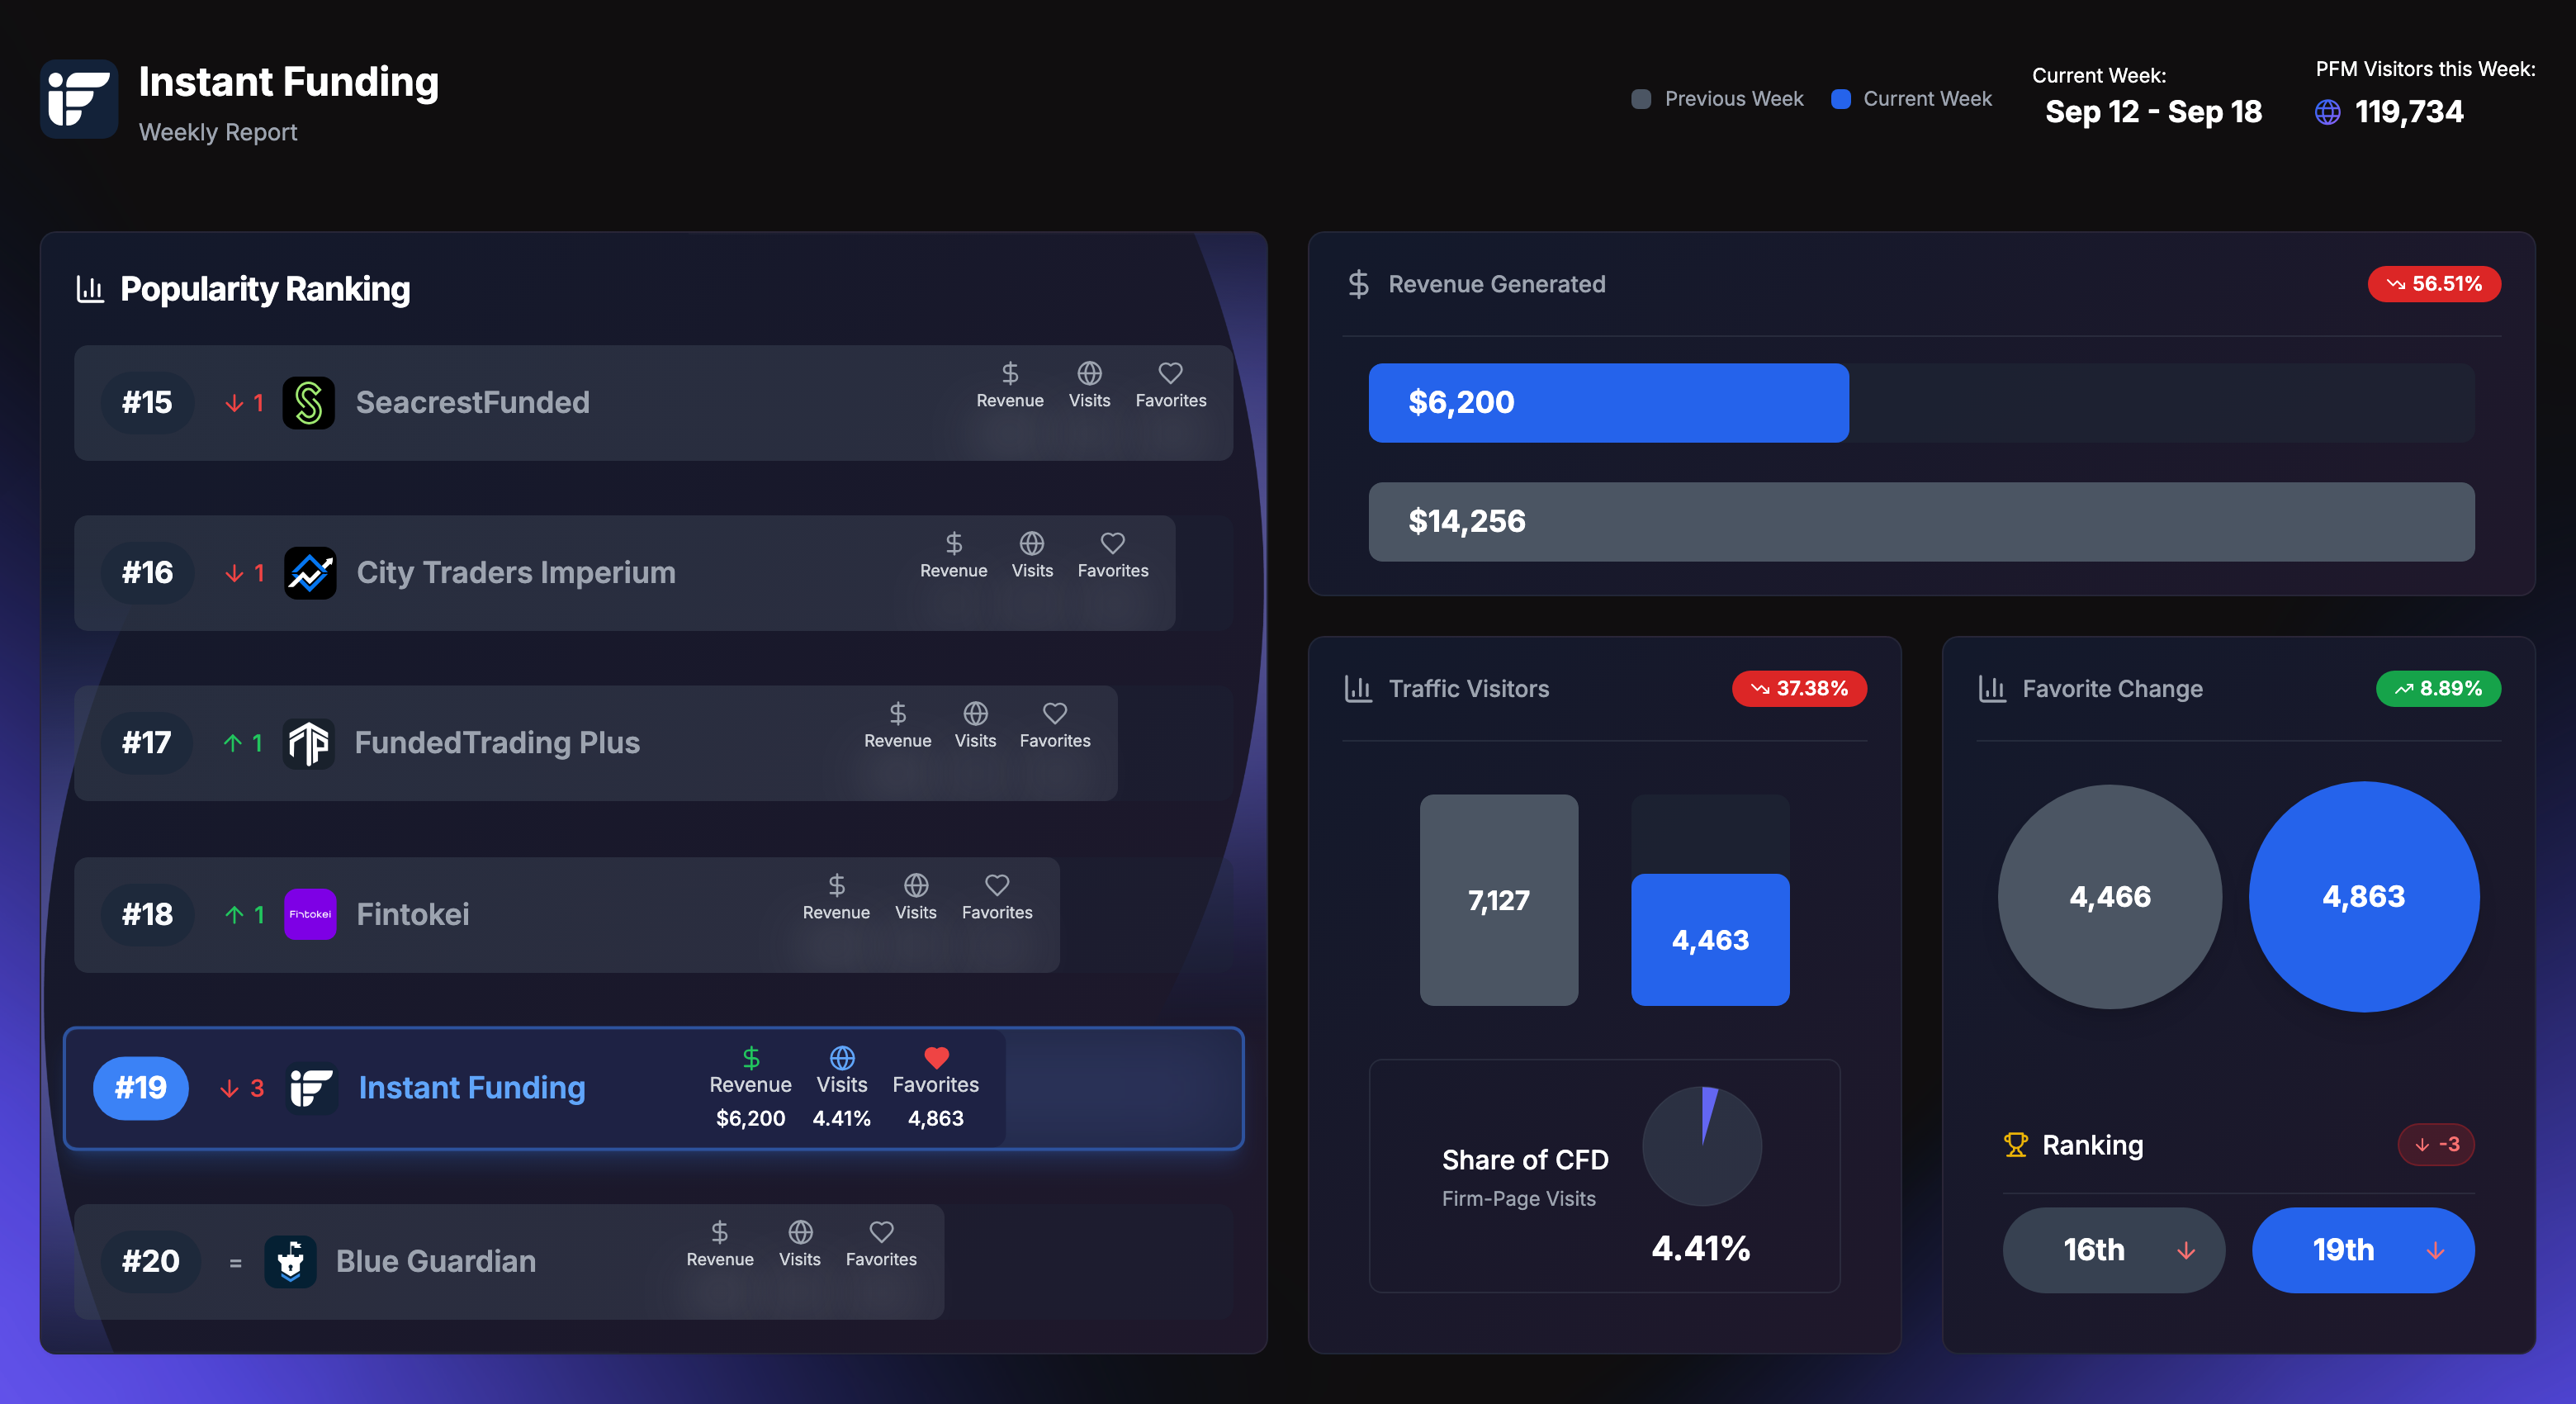 Instant Funding
Weekly Report
Previous Week
Current Week
Current Week:
Sep 12 - Sep 18
PFM Visitors this Week:
119,734
Popularity Ranking
#15
1
SeacrestFunded
Revenue
Visits
Favorites
#16
1
City Traders Imperium
Revenue
Visits
Favorites
#17
1
FundedTrading Plus
Revenue
Visits
Favorites
#18
1
Fintokei
Fintokei
Revenue
Visits
Favorites
#19
3
Instant Funding
Revenue
Visits
Favorites
$6,200
4.41%
4,863
#20
=
Blue Guardian
Revenue
Visits
Favorites
Revenue Generated
56.51%
$6,200
$14,256
Traffic Visitors
37.38%
7,127
4,463
Share of CFD
Firm-Page Visits
4.41%
Favorite Change
8.89%
4,466
4,863
Ranking
-3
16th
19th